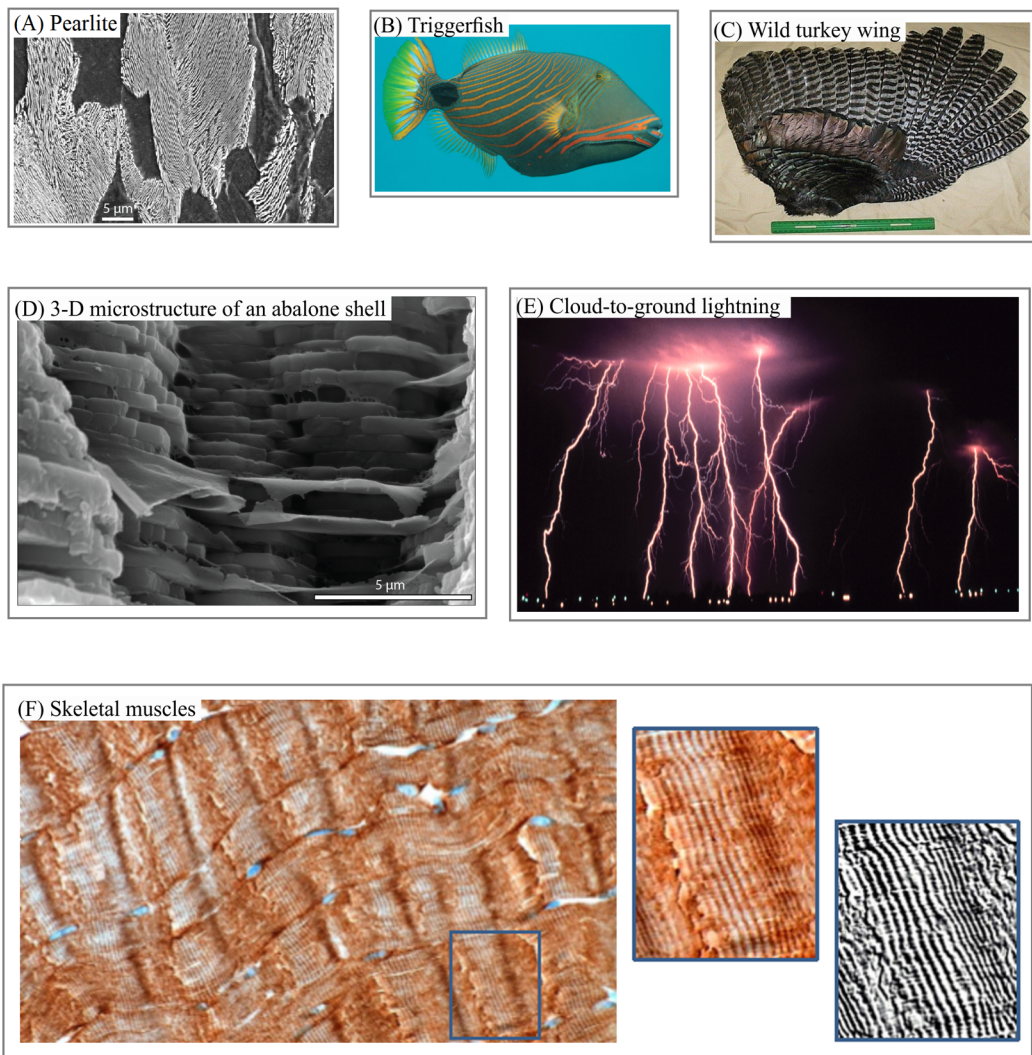 (A) Pearlite
5 µm
(B) Triggerfish
(C) Wild turkey wing
(D) 3-D microstructure of an abalone shell
5 µm
(E) Cloud-to-ground lightning
(F) Skeletal muscles